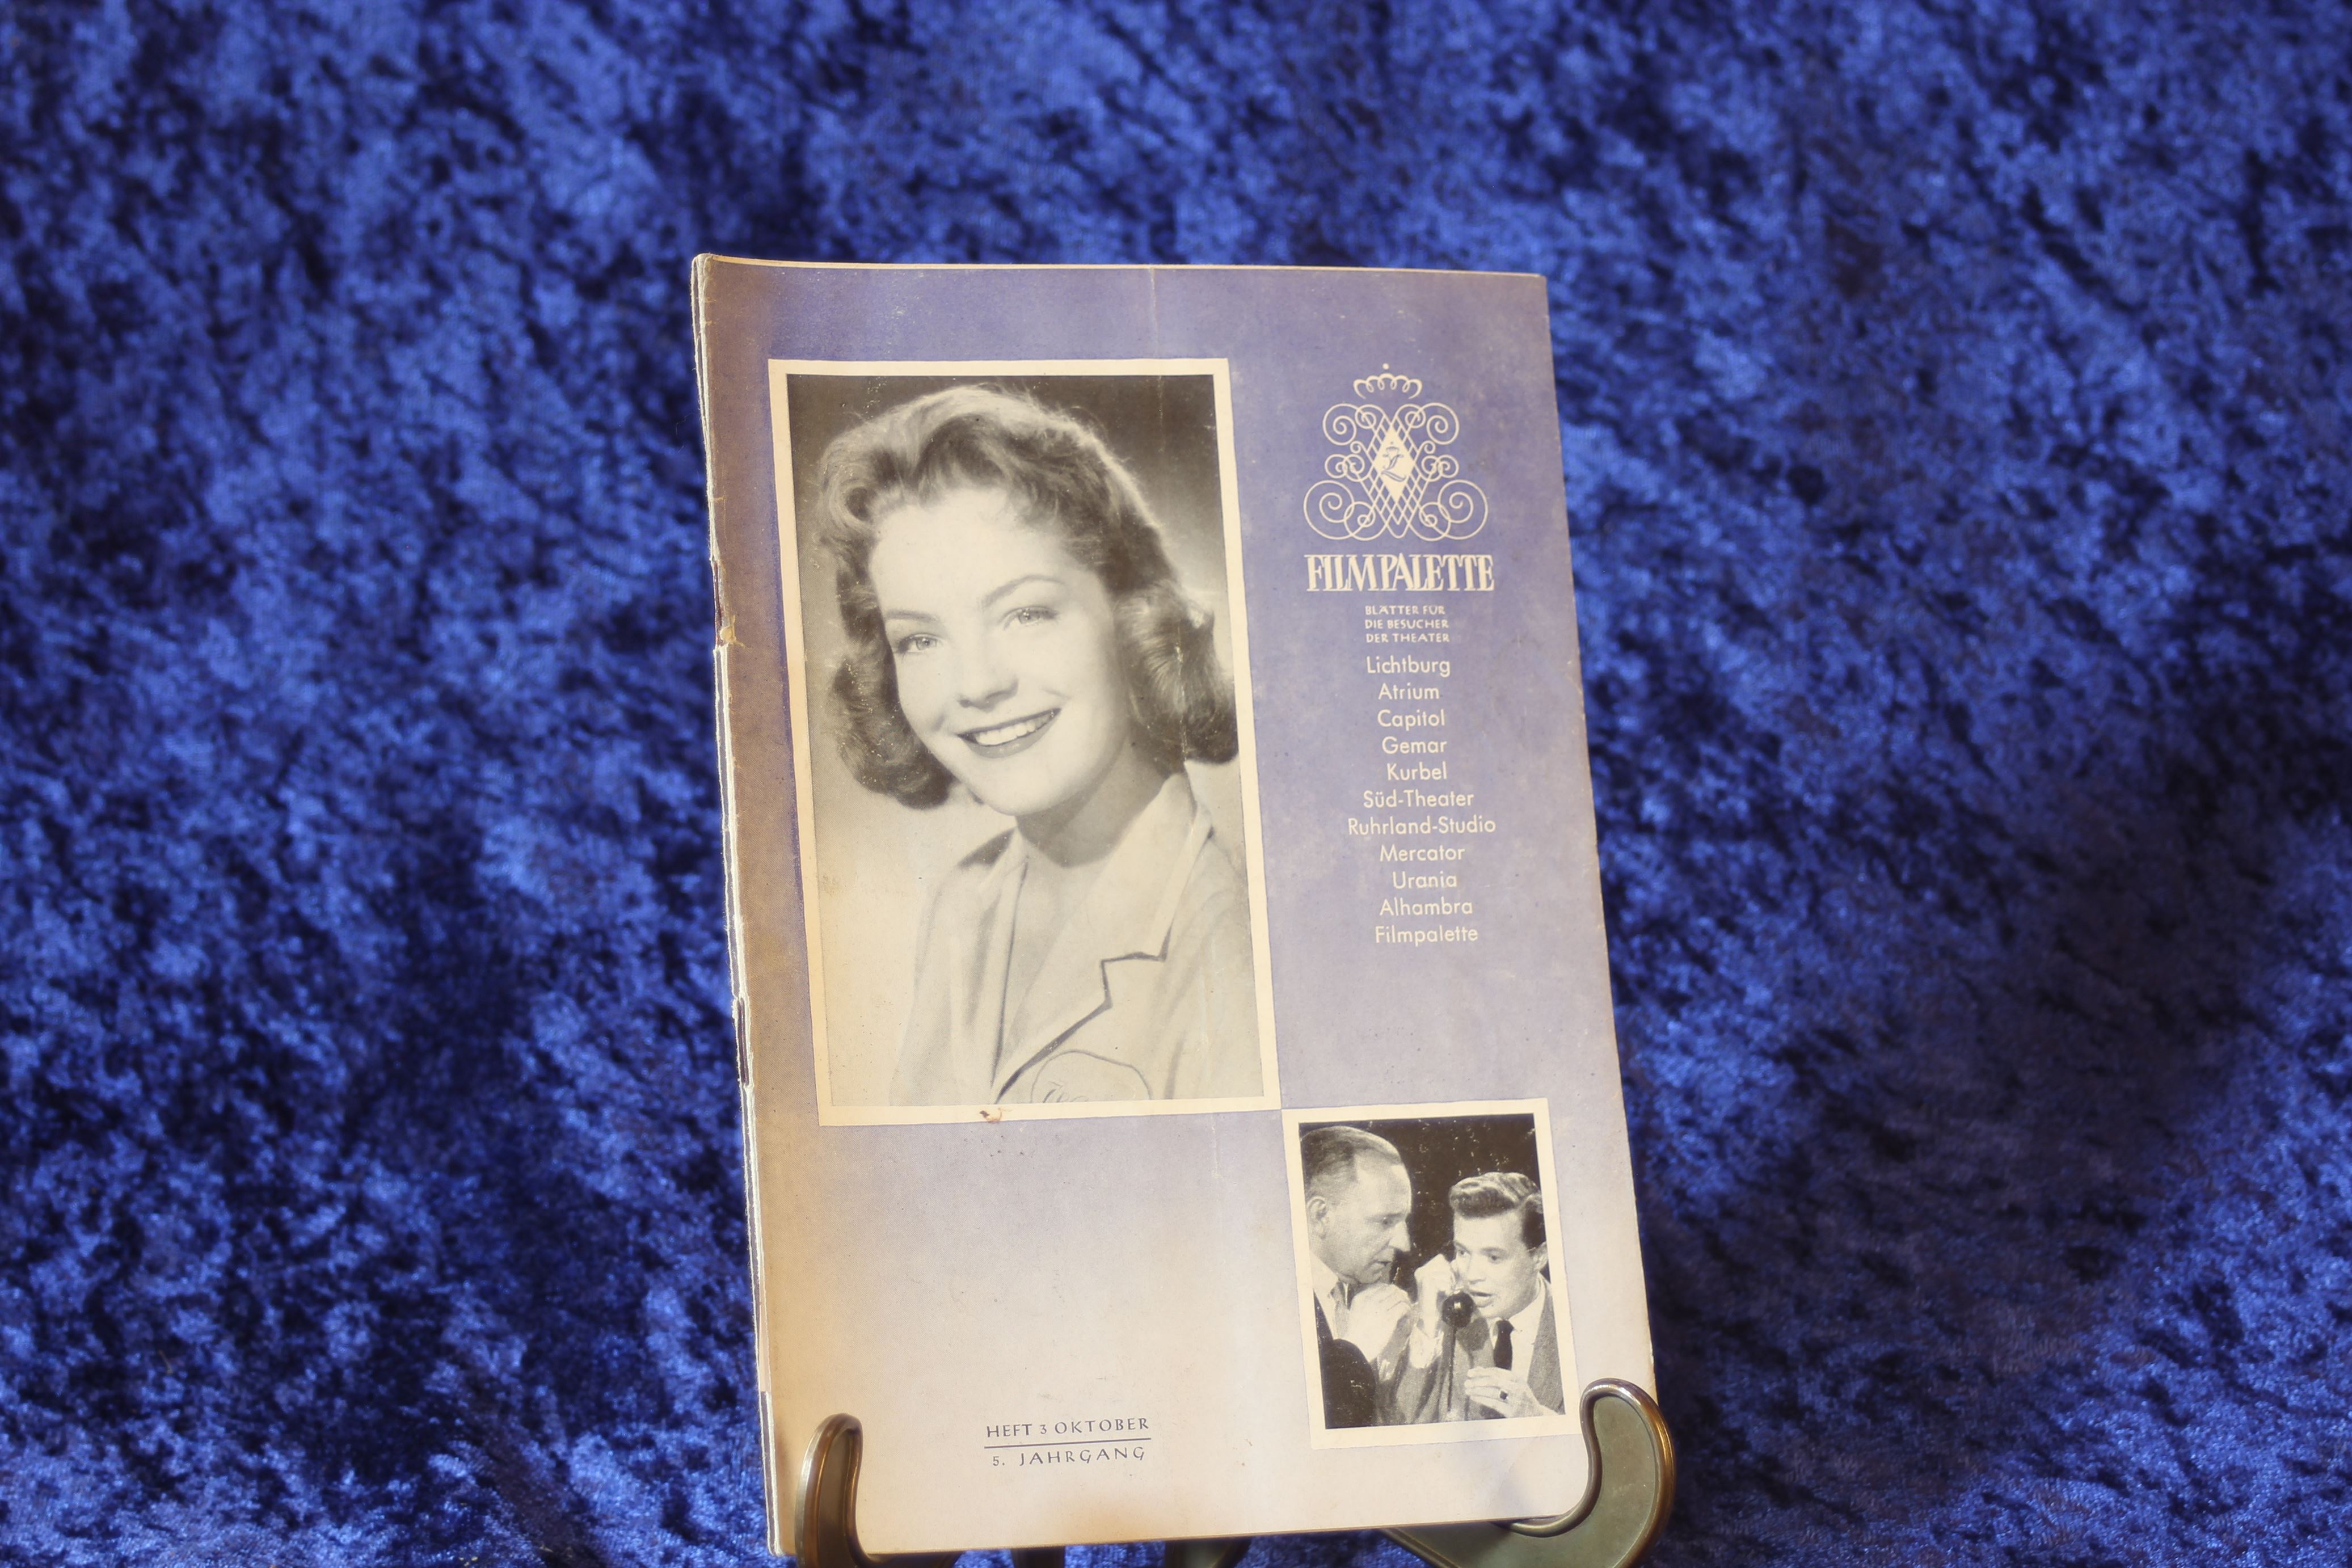 FILMPALETTE
BLÄTTER FÜR
DIE BESUCHER
DER THEATER
Lichtburg
Atrium
Capitol
Gemar
Kurbel
Süd-Theater
Ruhrland-Studio
Mercator
Urania
Alhambra
Filmpalette
HEFT 3 OKTOBER
5. JAHRGANG